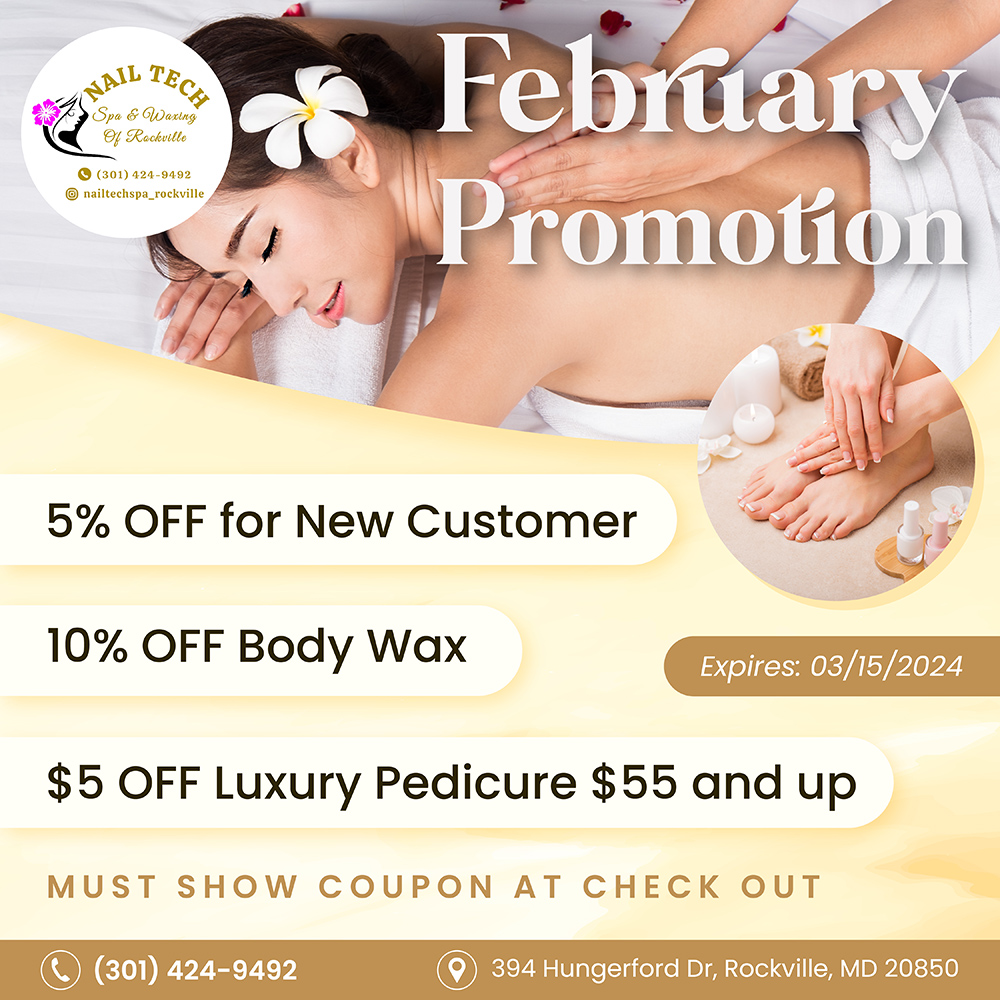 NAIL TECH
Spa & Waxing
Of Rockville
(301) 424-9492
nailtechspa_rockville
February
Promotion
5% OFF for New Customer
10% OFF Body Wax
Expires: 03/15/2024
$5 OFF Luxury Pedicure $55 and up
MUST SHOW COUPON AT CHECK OUT
(301) 424-9492
394 Hungerford Dr, Rockville, MD 20850